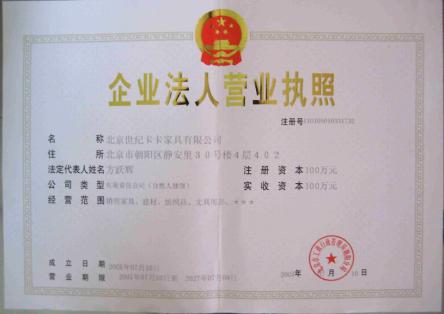 企业法人营业执照
注册号
名 称 北京世纪卡卡家具有限公司
住 所 北京市朝阳区静安里30号楼4层402
法定代表人姓名 方跃辉 注 册 资 本 100万元
公 司 类 型 有限责任公司（自然人独资） 实 收 资 本 100万元
经 营 范 围 销售家具、建材、纺织品、文具用品。***
成 立 日 期
营 业 期 限
年 月 日